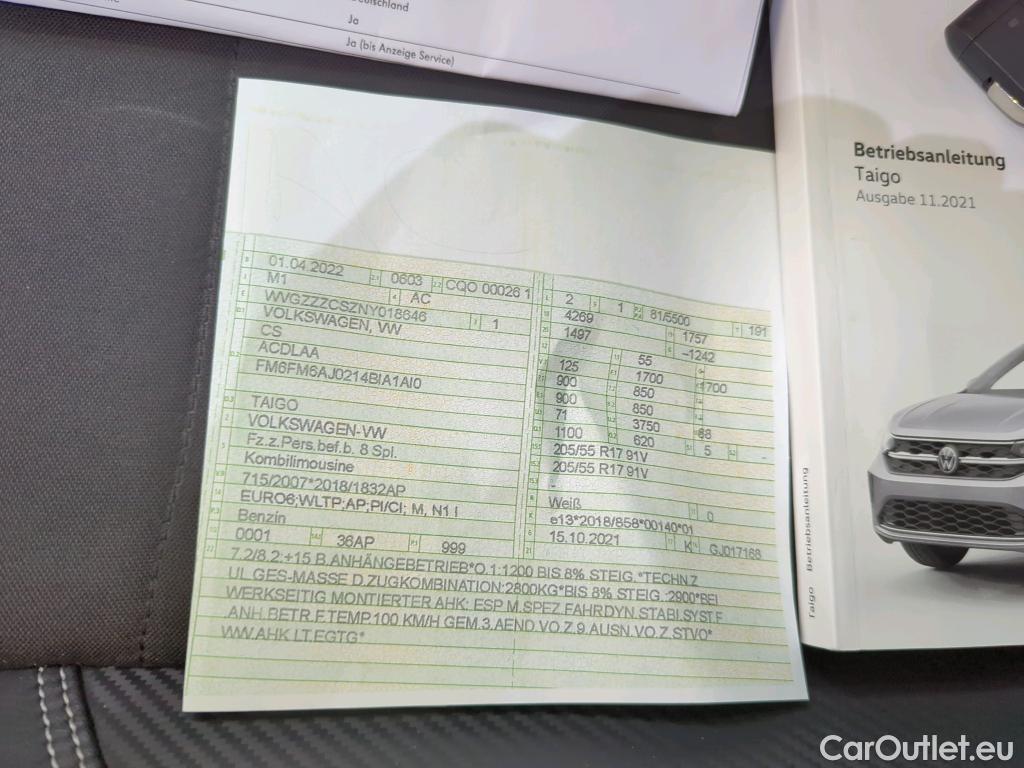 Deutschland
Ja
Ja (bis Anzeige Service)
Betriebsanleitung
Taigo
Ausgabe 11.2021
01.04.2022 0603 CQO 00026 1
M1 AC
WVGZZZCSZNY018646 1
VOLKSWAGEN, VW
CS
ACDLAA
FM6FM6AJ0214BIA1AI0
TAIGO
VOLKSWAGEN-VW
Fz.z.Pers.bef.b. 8 Spl.
Kombilimousine
715/2007*2018/1832AP
EURO6;WLTP;AP;PI/CI; M, N1 I
Benzin
0001 36AP 999
2 1 81/5500 191
4269 1757
1497 -1242
55
125 1700 1700
900 850
900 850
71 3750 68
1100 620 5 -
205/55 R17 91V
205/55 R17 91V
-
Weiß 0
e13*2018/858*00140*01
15.10.2021 K GJ017168
7.2/8.2:+15 B.ANHÄNGEBETRIEB*O.1:1200 BIS 8% STEIG.*TECHN.Z
UL.GES-MASSE D.ZUGKOMBINATION:2800KG*BIS 8% STEIG.:2900*BEI
WERKSEITIG MONTIERTER AHK: ESP M.SPEZ.FAHRDYN.STABI.SYST.F
.ANH.BETR.F.TEMP.100 KM/H GEM.3.AEND.VO.Z.9.AUSN.VO.Z.STVO*
WW.AHK LT.EGTG*
Taigo Betriebsanleitung
CarOutlet.eu